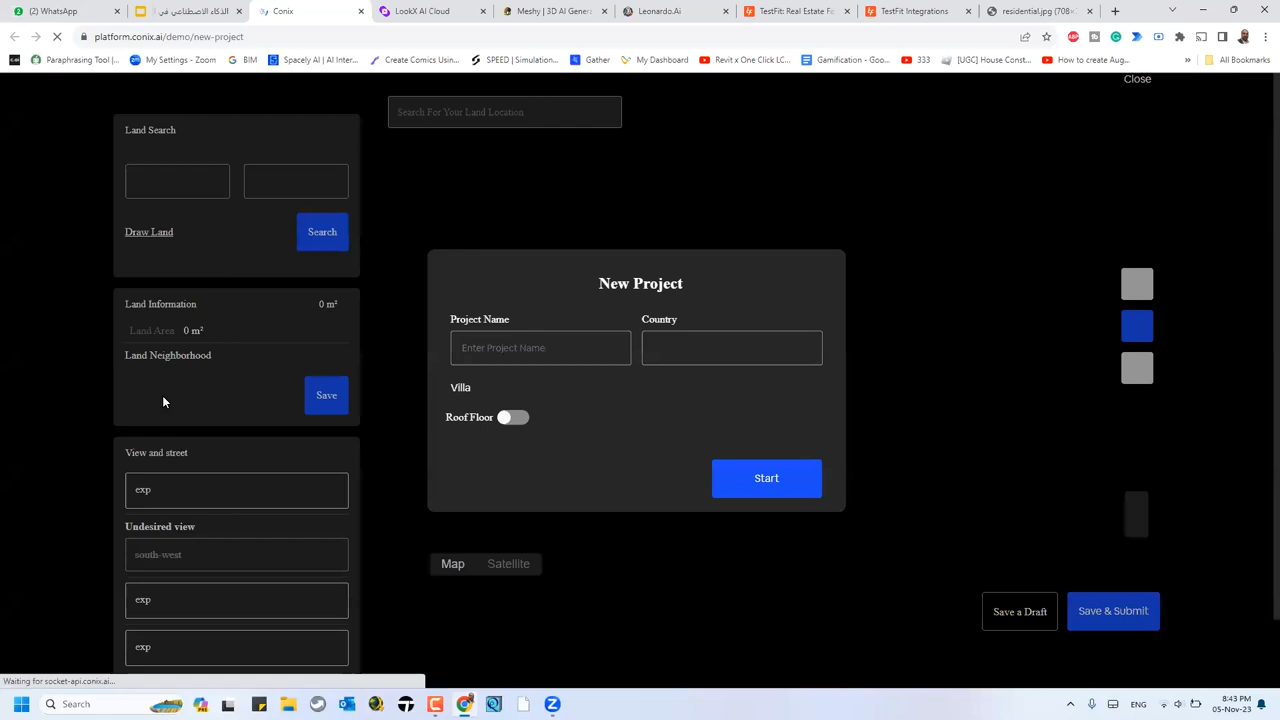 (2) WhatsApp
الذكاء الاصطناعي في
Conix
LookX AI Cloud
Meshy | 3D AI Genera
Leonardo.Ai
TestFit: Real Estate Fe
TestFit Integrations
residential.jpg (708×
platform.conix.ai/demo/new-project
Paraphrasing Tool |
My Settings - Zoom
BIM
Spacely AI | AI Inter...
Create Comics Using...
SPEED | Simulation...
Gather
My Dashboard
Revit x One Click LC...
Gamification - Goo...
333
[UGC] House Const...
How to create Aug...
»
All Bookmarks
Close
Search For Your Land Location
Land Search
Draw Land
Search
Land Information
0 m²
Land Area 0 m²
Land Neighborhood
Save
View and street
exp
Undesired view
south-west
exp
exp
New Project
Project Name
Country
Enter Project Name
Villa
Roof Floor
Start
Map
Satellite
Save a Draft
Save & Submit
Waiting for socket-api.conix.ai...
Search
ENG
8:43 PM
05-Nov-23